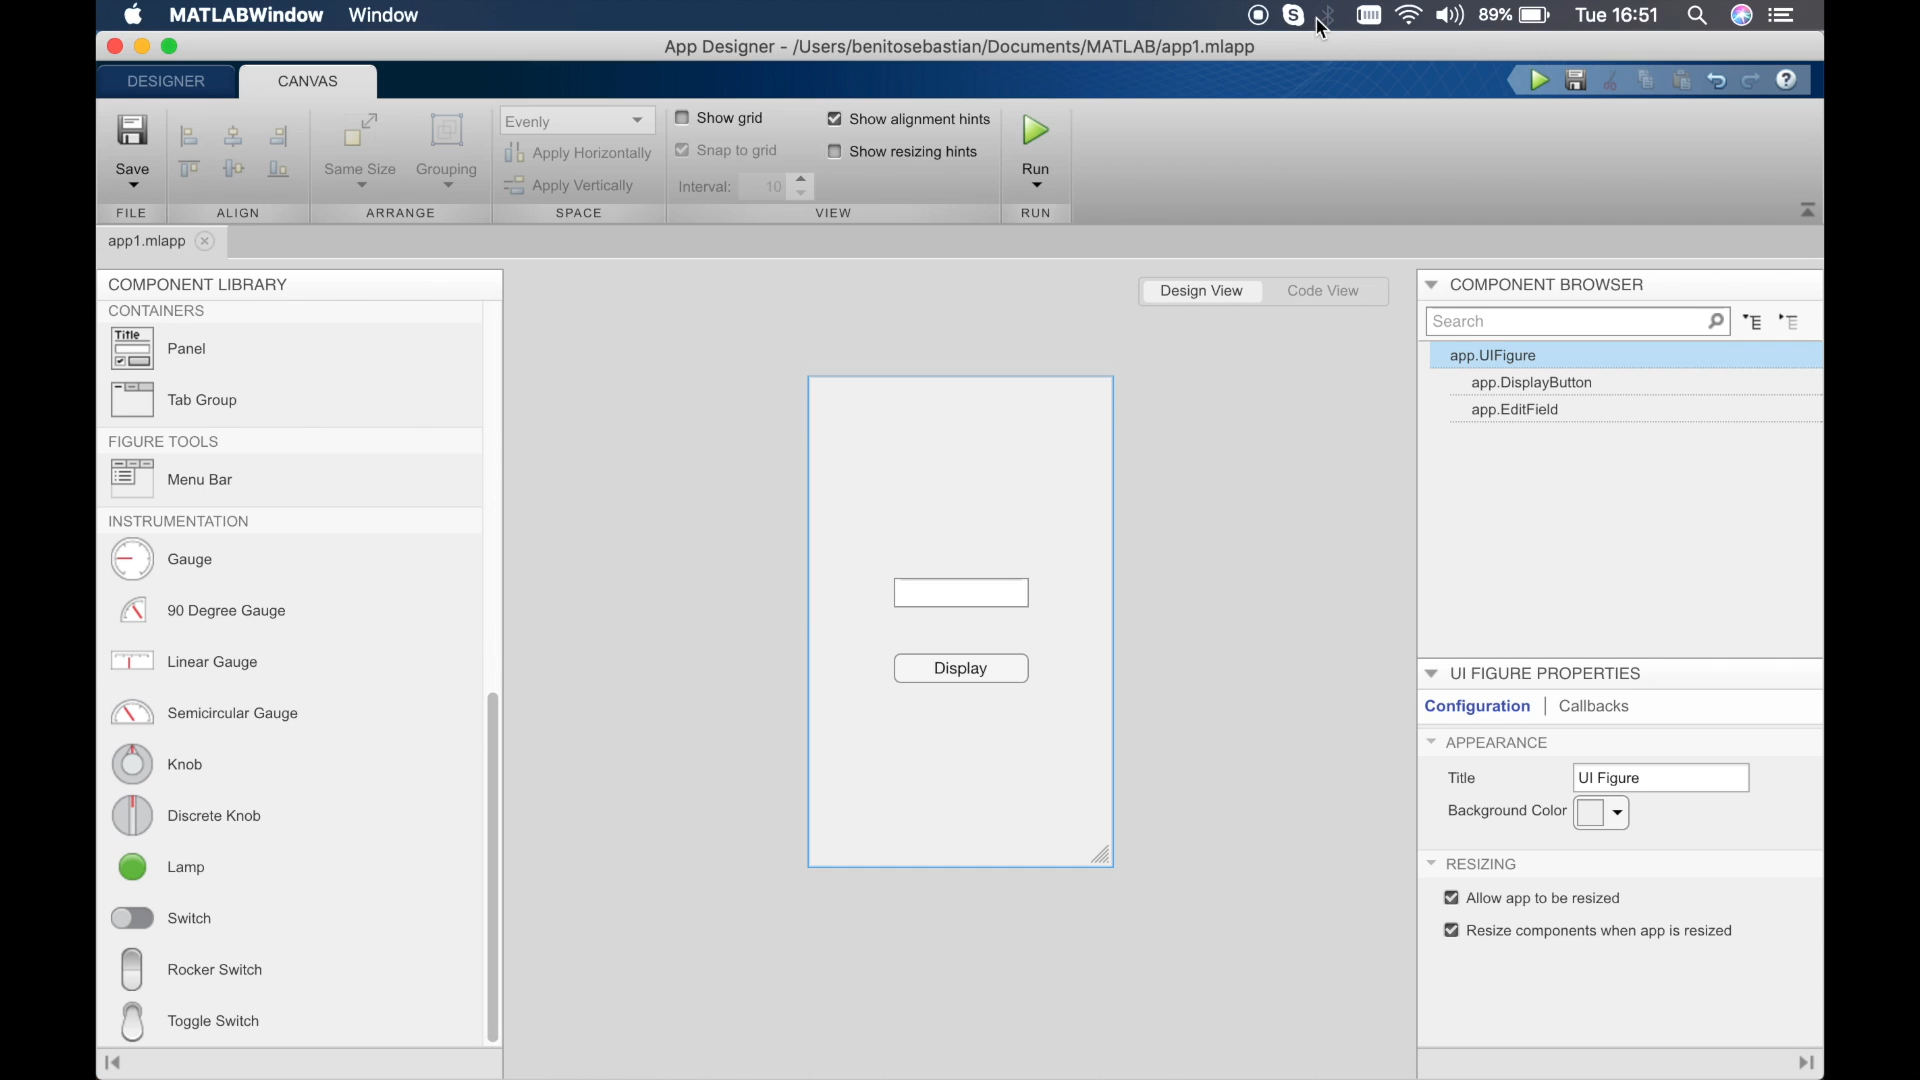 MATLABWindow Window 89% Tue 16:51
App Designer - /Users/benitosebastian/Documents/MATLAB/app1.mlapp
DESIGNER CANVAS
Save
FILE
ALIGN
Same Size Grouping
ARRANGE
Evenly
Apply Horizontally
Apply Vertically
SPACE
Show grid Show alignment hints
Snap to grid Show resizing hints
Interval: 10
VIEW
Run
RUN
app1.mlapp
COMPONENT LIBRARY
CONTAINERS
Title
Panel
Tab Group
FIGURE TOOLS
Menu Bar
INSTRUMENTATION
Gauge
90 Degree Gauge
Linear Gauge
Semicircular Gauge
Knob
Discrete Knob
Lamp
Switch
Rocker Switch
Toggle Switch
Design View Code View
Display
COMPONENT BROWSER
Search
app.UIFigure
app.DisplayButton
app.EditField
UI FIGURE PROPERTIES
Configuration | Callbacks
APPEARANCE
Title UI Figure
Background Color
RESIZING
Allow app to be resized
Resize components when app is resized